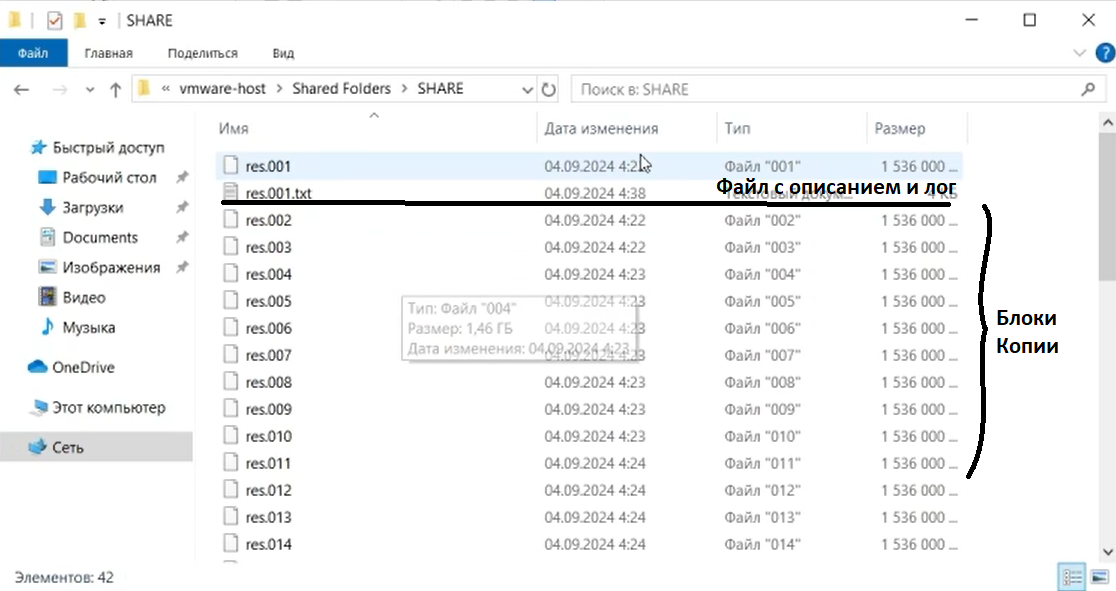 SHARE
Файл Главная Поделиться Вид
« vmware-host > Shared Folders > SHARE
Поиск в: SHARE
Имя Дата изменения Тип Размер
Быстрый доступ
Рабочий стол
Загрузки
Documents
Изображения
Видео
Музыка
OneDrive
Этот компьютер
Сеть
res.001 04.09.2024 Файл "001" 1 536 000 ...
res.001.txt 04.09.2024 4:38
Файл с описанием и лог
res.002 04.09.2024 4:22 Файл "002" 1 536 000 ...
res.003 04.09.2024 4:22 Файл "003" 1 536 000 ...
res.004 04.09.2024 4:23 Файл "004" 1 536 000 ...
res.005 04.09.2024 4:23 Файл "005" 1 536 000 ...
res.006 04.09.2024 4:23 Файл "006" 1 536 000 ...
res.007 04.09.2024 4:23 Файл "007" 1 536 000 ...
res.008 04.09.2024 4:23 Файл "008" 1 536 000 ...
res.009 04.09.2024 4:23 Файл "009" 1 536 000 ...
res.010 04.09.2024 4:23 Файл "010" 1 536 000 ...
res.011 04.09.2024 4:24 Файл "011" 1 536 000 ...
res.012 04.09.2024 4:24 Файл "012" 1 536 000 ...
res.013 04.09.2024 4:24 Файл "013" 1 536 000 ...
res.014 04.09.2024 4:24 Файл "014" 1 536 000 ...
Тип: Файл "004"
Размер: 1,46 ГБ
Дата изменения: 04.09.2024 4:23
Блоки
Копии
Элементов: 42